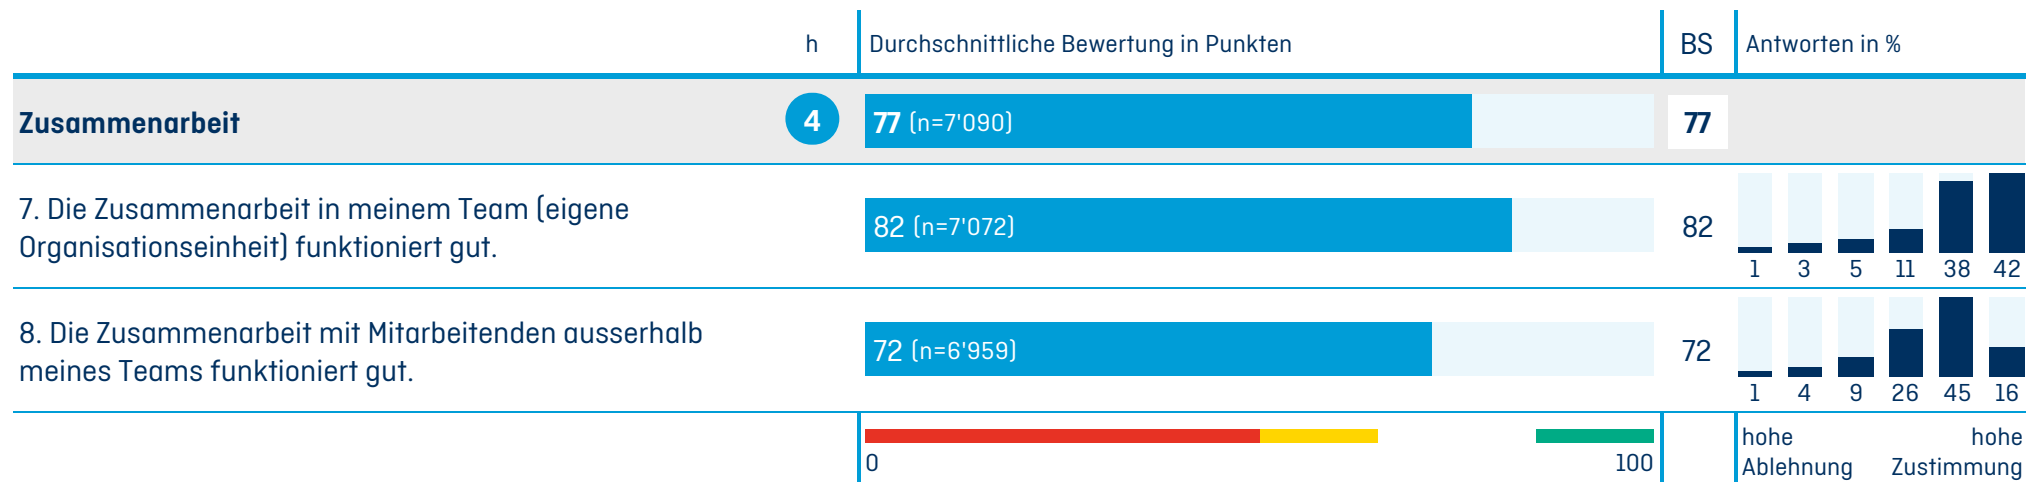 h Durchschnittliche Bewertung in Punkten BS Antworten in %
Zusammenarbeit 4 77 (n=7'090) 77
7. Die Zusammenarbeit in meinem Team (eigene
Organisationseinheit) funktioniert gut.
82 (n=7'072) 82
1 3 5 11 38 42
8. Die Zusammenarbeit mit Mitarbeitenden ausserhalb
meines Teams funktioniert gut.
72 (n=6'959) 72
1 4 9 26 45 16
0 100
hohe Ablehnung
hohe Zustimmung